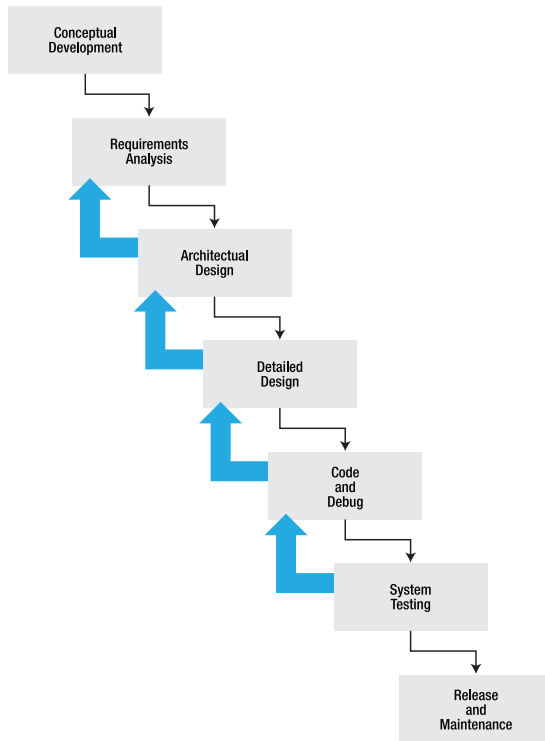 Conceptual
Development
Requirements
Analysis
Architectual
Design
Detailed
Design
Code
and
Debug
System
Testing
Release
and
Maintenance